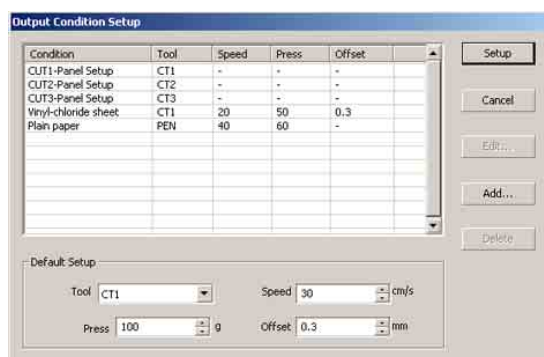 Output Condition Setup
Condition Tool Speed Press Offset
CUT1-Panel Setup CT1 - - -
CUT2-Panel Setup CT2 - - -
CUT3-Panel Setup CT3 - - -
Vinyl-chloride sheet CT1 20 50 0.3
Plain paper PEN 40 60 -
Setup
Cancel
Edit...
Add...
Delete
Default Setup
Tool CT1 Speed 30 cm/s
Press 100 g Offset 0.3 mm